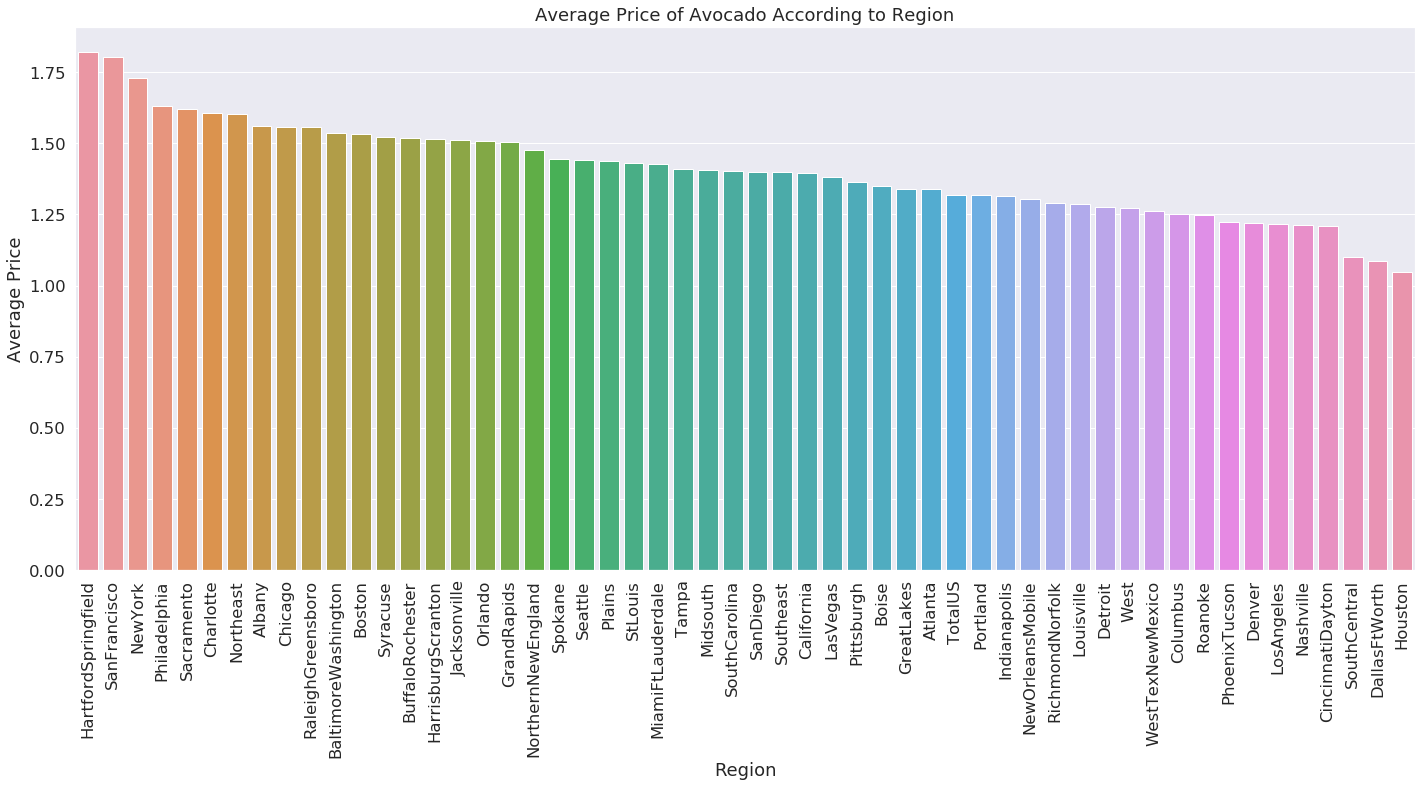 Average Price of Avocado According to Region
Average Price
1.75
1.50
1.25
1.00
0.75
0.50
0.25
0.00
HartfordSpringfield
SanFrancisco
NewYork
Philadelphia
Sacramento
Charlotte
Northeast
Albany
Chicago
RaleighGreensboro
BaltimoreWashington
Boston
Syracuse
BuffaloRochester
HarrisburgScranton
Jacksonville
Orlando
GrandRapids
NorthernNewEngland
Spokane
Seattle
Plains
StLouis
MiamiFtLauderdale
Tampa
Midsouth
SouthCarolina
SanDiego
Southeast
California
LasVegas
Pittsburgh
Boise
GreatLakes
Atlanta
TotalUS
Portland
Indianapolis
NewOrleansMobile
RichmondNorfolk
Louisville
Detroit
West
WestTexNewMexico
Columbus
Roanoke
PhoenixTucson
Denver
LosAngeles
Nashville
CincinnatiDayton
SouthCentral
DallasFtWorth
Houston
Region